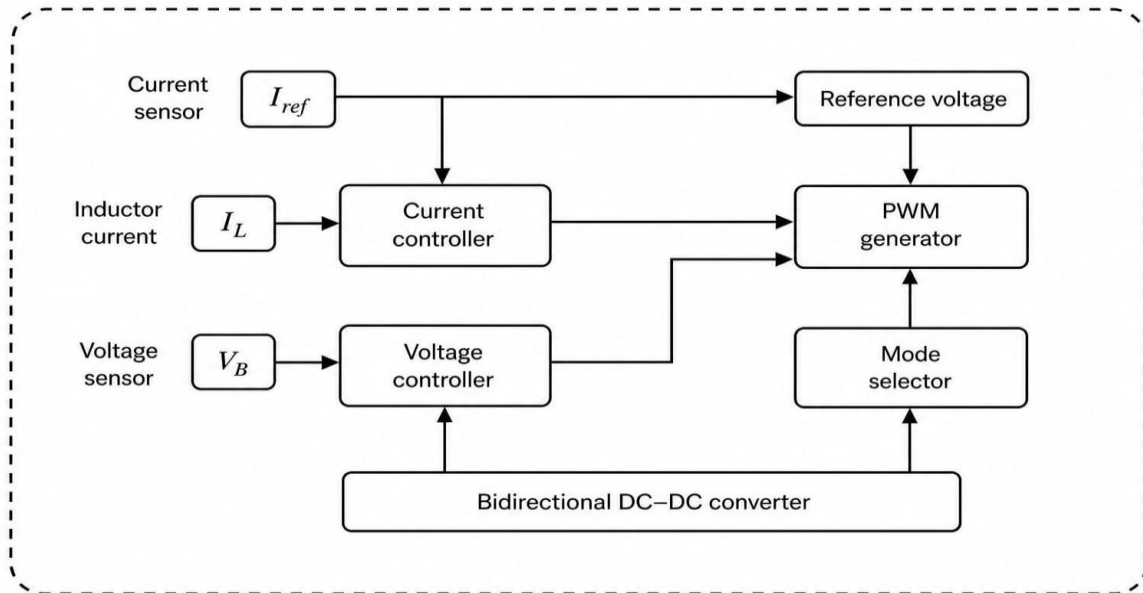 Current
sensor
I_ref
Reference voltage
Inductor
current
I_L
Current
controller
PWM
generator
Voltage
sensor
V_B
Voltage
controller
Mode
selector
Bidirectional DC–DC converter